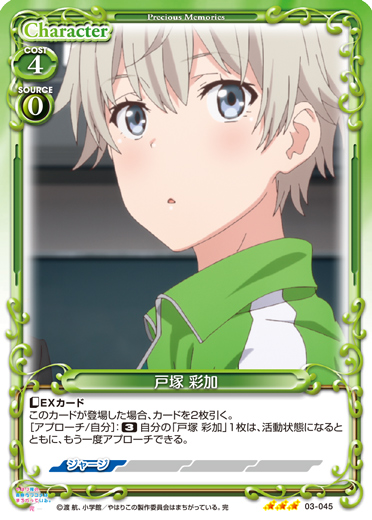 Precious Memories
Character
COST
4
SOURCE
0
戸塚 彩加
EXカード
このカードが登場した場合、カードを2枚引く。
[アプローチ/自分]:3自分の「戸塚 彩加」1枚は、活動状態になると
ともに、もう一度アプローチできる。
ジャージ
©渡 航、小学館/やはりこの製作委員会はまちがっている。完
03-045